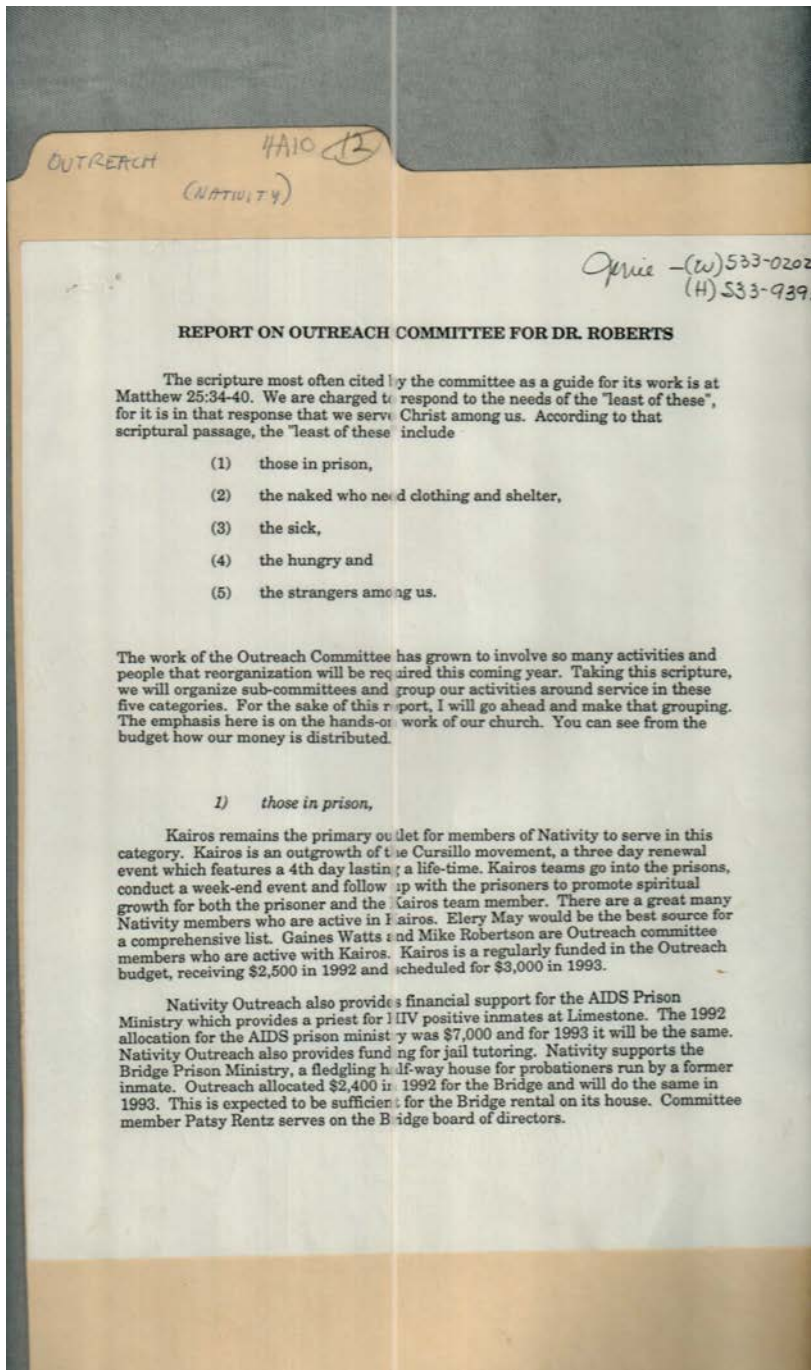 OUTREACH
4A10 12
(NATIVITY)
(W) 533-0202
(H) 533-939
REPORT ON OUTREACH COMMITTEE FOR DR. ROBERTS
The scripture most often cited by the committee as a guide for its work is at
Matthew 25:34-40. We are charged to respond to the needs of the "least of these",
for it is in that response that we serve Christ among us. According to that
scriptural passage, the "least of these" include
(1) those in prison,
(2) the naked who need clothing and shelter,
(3) the sick,
(4) the hungry and
(5) the strangers among us.
The work of the Outreach Committee has grown to involve so many activities and
people that reorganization will be required this coming year. Taking this scripture,
we will organize sub-committees and group our activities around service in these
five categories. For the sake of this report, I will go ahead and make that grouping.
The emphasis here is on the hands-on work of our church. You can see from the
budget how our money is distributed.
1) those in prison,
Kairos remains the primary outlet for members of Nativity to serve in this
category. Kairos is an outgrowth of the Cursillo movement, a three day renewal
event which features a 4th day lasting a life-time. Kairos teams go into the prisons,
conduct a week-end event and follow up with the prisoners to promote spiritual
growth for both the prisoner and the Kairos team member. There are a great many
Nativity members who are active in Kairos. Elery May would be the best source for
a comprehensive list. Gaines Watts and Mike Robertson are Outreach committee
members who are active with Kairos. Kairos is a regularly funded in the Outreach
budget, receiving $2,500 in 1992 and scheduled for $3,000 in 1993.
Nativity Outreach also provides financial support for the AIDS Prison
Ministry which provides a priest for HIV positive inmates at Limestone. The 1992
allocation for the AIDS prison ministry was $7,000 and for 1993 it will be the same.
Nativity Outreach also provides funding for jail tutoring. Nativity supports the
Bridge Prison Ministry, a fledgling half-way house for probationers run by a former
inmate. Outreach allocated $2,400 in 1992 for the Bridge and will do the same in
1993. This is expected to be sufficient for the Bridge rental on its house. Committee
member Patsy Rentz serves on the Bridge board of directors.